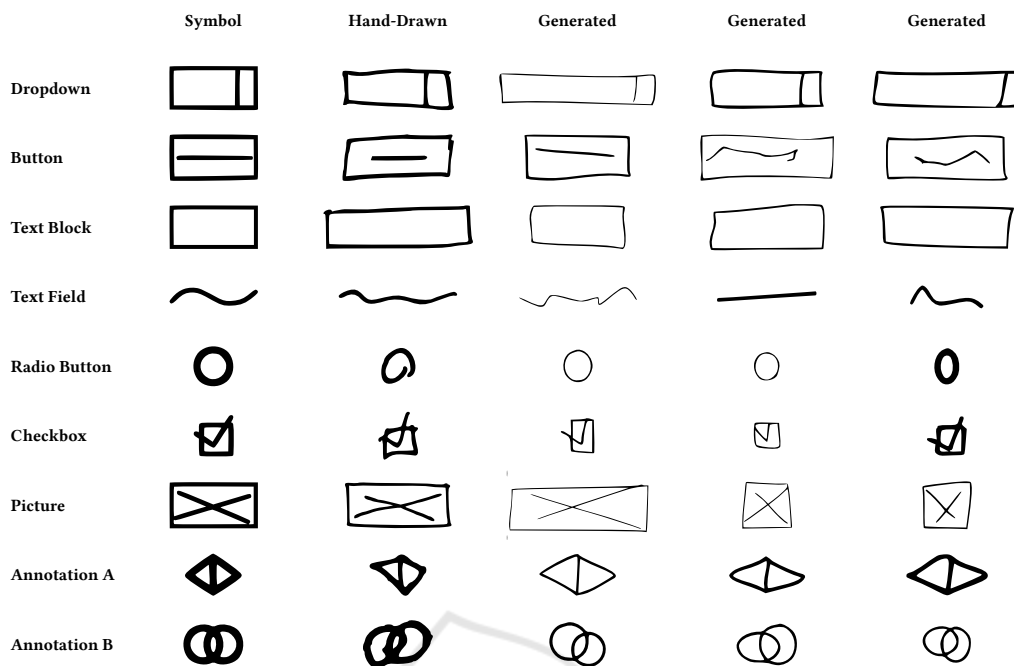 Symbol Hand-Drawn Generated Generated Generated
Dropdown
Button
Text Block
Text Field
Radio Button
Checkbox
Picture
Annotation A
Annotation B